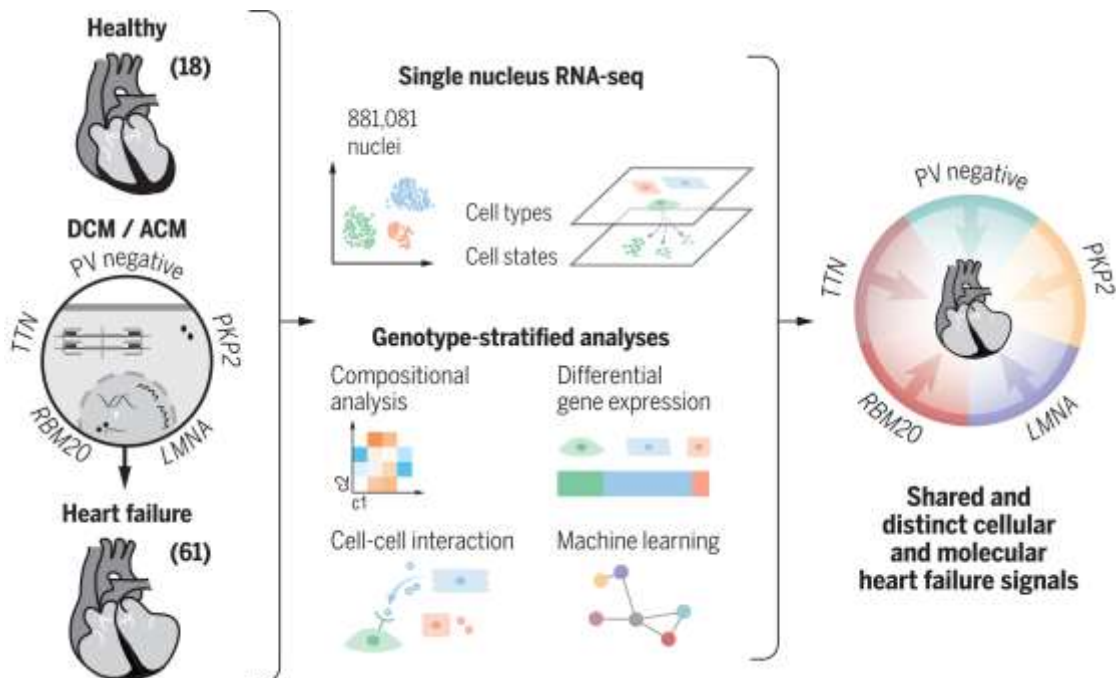 Healthy
(18)
DCM / ACM
PV negative
TTN
PKP2
RBM20
LMNA
Heart failure
(61)
Single nucleus RNA-seq
881,081
nuclei
Cell types
Cell states
Genotype-stratified analyses
Compositional
analysis
c2
c1
Differential
gene expression
Cell-cell interaction
Machine learning
PV negative
TTN
PKP2
RBM20
LMNA
Shared and
distinct cellular
and molecular
heart failure signals